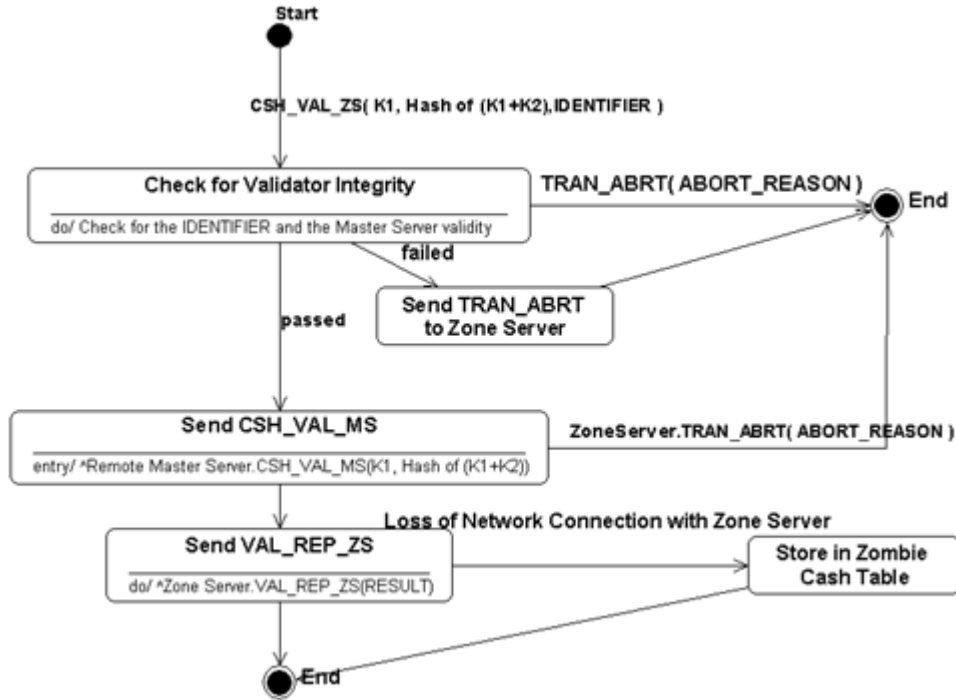 Start
CSH_VAL_ZS( K1, Hash of (K1+K2),IDENTIFIER )
Check for Validator Integrity
do/ Check for the IDENTIFIER and the Master Server validity
TRAN_ABRT( ABORT_REASON )
End
failed
Send TRAN_ABRT
to Zone Server
passed
Send CSH_VAL_MS
entry/ ^Remote Master Server.CSH_VAL_MS(K1, Hash of (K1+K2))
ZoneServer.TRAN_ABRT( ABORT_REASON )
Loss of Network Connection with Zone Server
Send VAL_REP_ZS
do/ ^Zone Server.VAL_REP_ZS(RESULT)
Store in Zombie
Cash Table
End